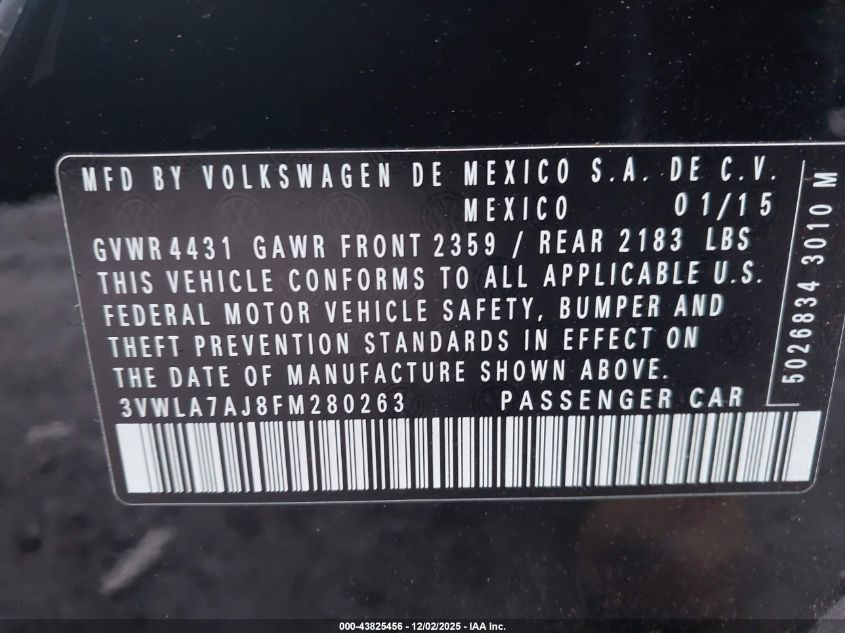 MFD BY VOLKSWAGEN DE MEXICO S.A. DE C.V.
MEXICO 01/15
GVWR 4431 GAWR FRONT 2359 / REAR 2183 LBS
THIS VEHICLE CONFORMS TO ALL APPLICABLE U.S.
FEDERAL MOTOR VEHICLE SAFETY, BUMPER AND
THEFT PREVENTION STANDARDS IN EFFECT ON
THE DATE OF MANUFACTURE SHOWN ABOVE.
3VWLA7AJ8FM280263 PASSENGER CAR
5026834 3010 M
000-43825456 - 12/02/2025 - IAA Inc.